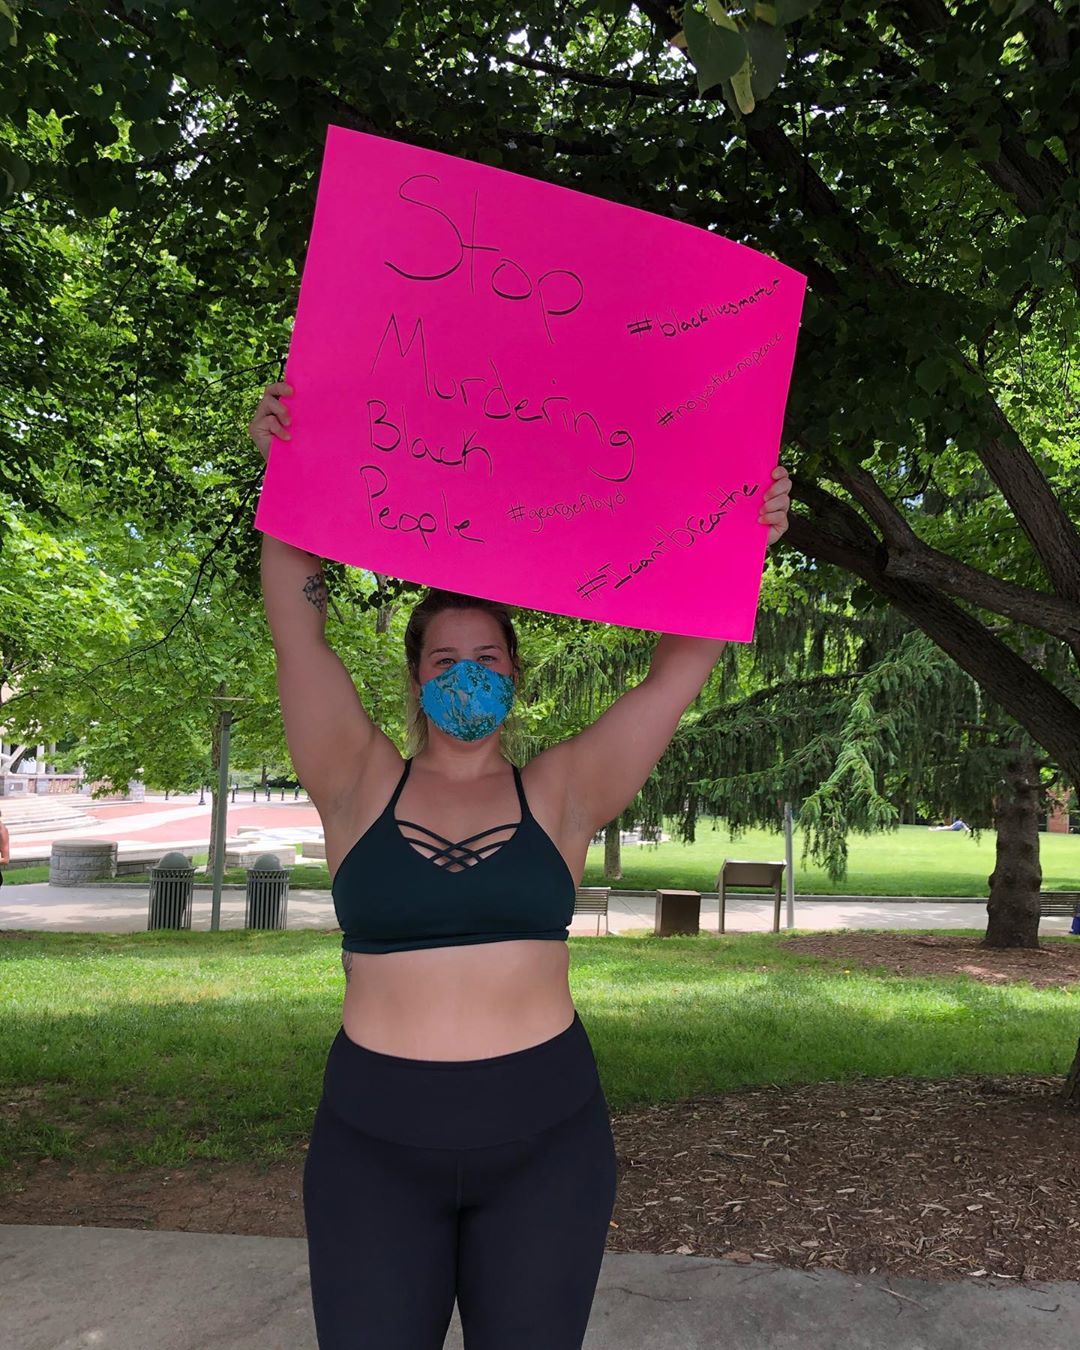 Stop
Murdering
Black
People
#georgefloyd
#blacklivesmatter
#nojusticenopeace
#Icantbreathe